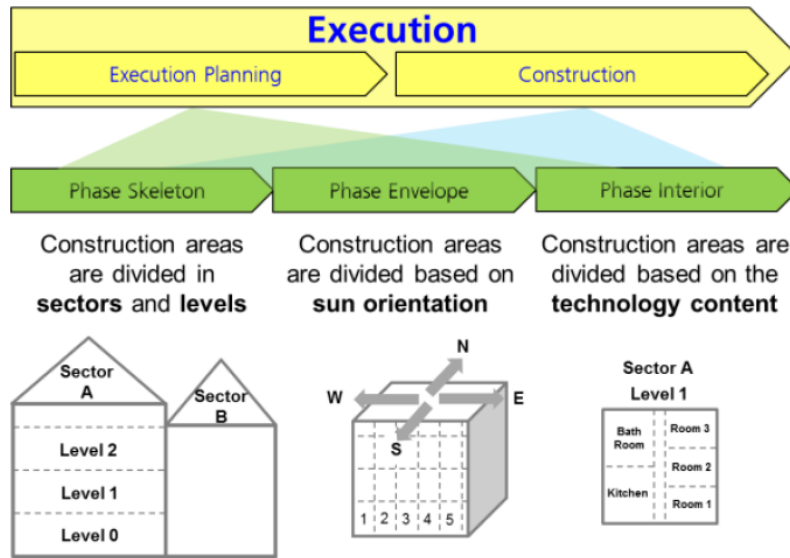 Execution
Execution Planning
Construction
Phase Skeleton
Phase Envelope
Phase Interior
Construction areas
are divided in
sectors and levels
Construction areas
are divided based on
sun orientation
Construction areas are
divided based on the
technology content
Sector
A
Sector
B
Level 2
Level 1
Level 0
N
W
E
S
1 2 3 4 5
Sector A
Level 1
Bath
Room
Kitchen
Room 3
Room 2
Room 1